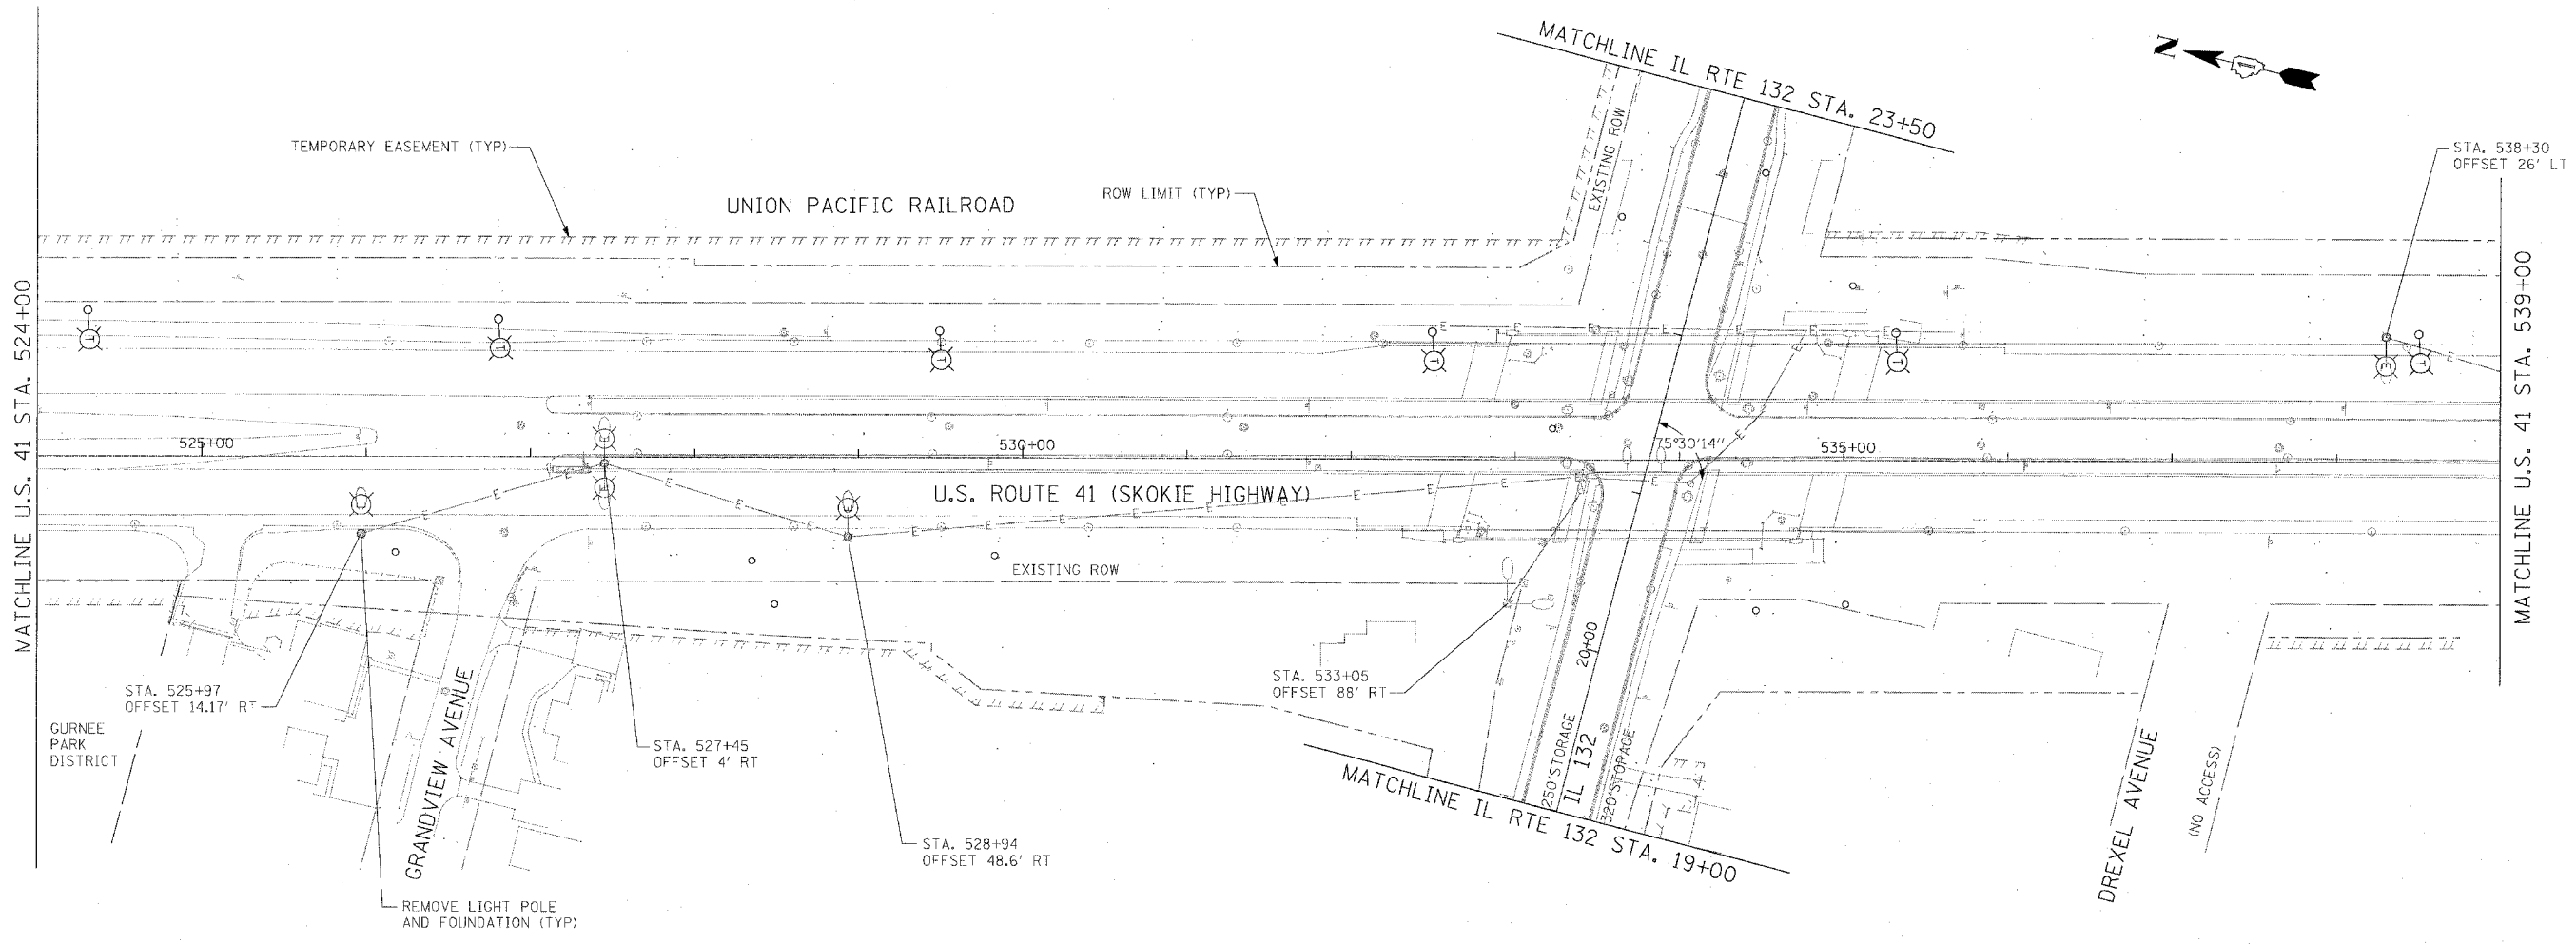 MATCHLINE IL RTE 132 STA. 23+50
N
TEMPORARY EASEMENT (TYP)
UNION PACIFIC RAILROAD
ROW LIMIT (TYP)
EXISTING ROW
STA. 538+30
OFFSET 26' LT
MATCHLINE U.S. 41 STA. 524+00
MATCHLINE U.S. 41 STA. 539+00
T
T
T
T
T
E
T
525+00
530+00
75°30'14"
535+00
U.S. ROUTE 41 (SKOKIE HIGHWAY)
EXISTING ROW
STA. 525+97
OFFSET 14.17' RT
GURNEE
PARK
DISTRICT
GRANDVIEW AVENUE
STA. 527+45
OFFSET 4' RT
STA. 528+94
OFFSET 48.6' RT
STA. 533+05
OFFSET 88' RT
20+00
250'STORAGE
IL 132
320'STORAGE
MATCHLINE IL RTE 132 STA. 19+00
DREXEL AVENUE
(NO ACCESS)
REMOVE LIGHT POLE
AND FOUNDATION (TYP)